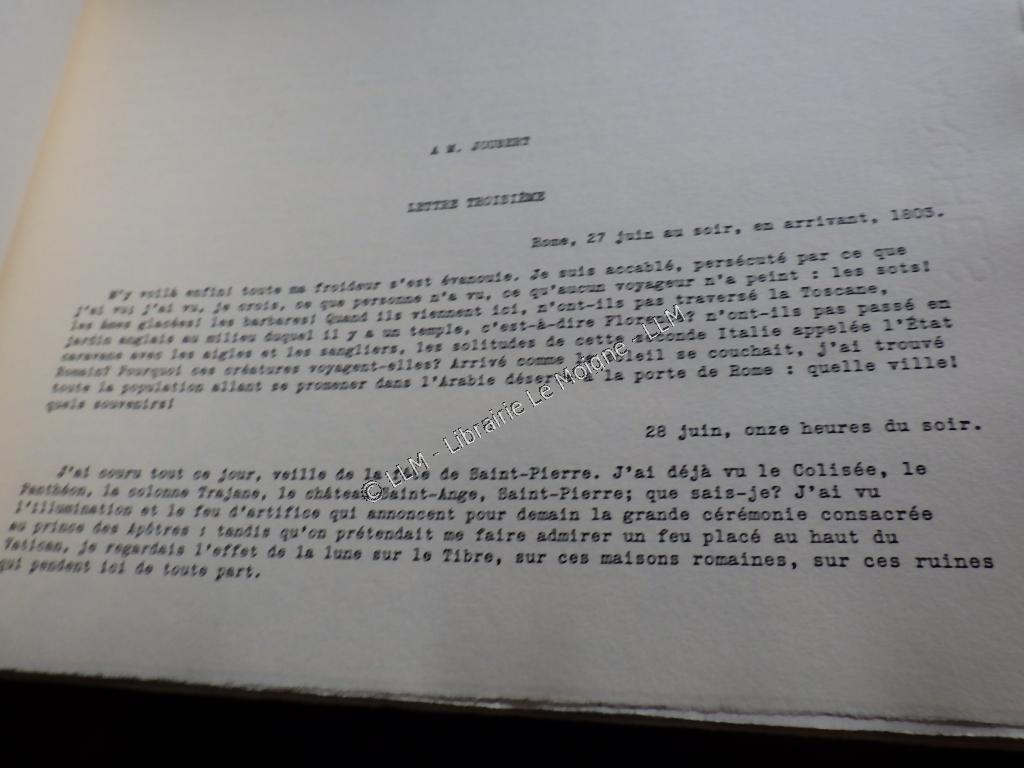 A M. JOUBERT
LETTRE TROISIÈME
Rome, 27 juin au soir, en arrivant, 1803.
M'y voilà enfin! toute ma froideur s'est évanouie. Je suis accablé, persécuté par ce que
j'ai vu; j'ai vu, je crois, ce que personne n'a vu, ce qu'aucun voyageur n'a peint : les sots!
les âmes glacées! les barbares! Quand ils viennent ici, n'ont-ils pas traversé la Toscane,
jardin anglais au milieu duquel il y a un temple, c'est-à-dire Florence? n'ont-ils pas passé en
caravane avec les aigles et les sangliers, les solitudes de cette seconde Italie appelée l'État
Romain? Pourquoi ces créatures voyagent-elles? Arrivé comme le soleil se couchait, j'ai trouvé
toute la population allant se promener dans l'Arabie déserte à la porte de Rome : quelle ville!
quels souvenirs!
28 juin, onze heures du soir.
J'ai couru tout ce jour, veille de la fête de Saint-Pierre. J'ai déjà vu le Colisée, le
Panthéon, la colonne Trajane, le château Saint-Ange, Saint-Pierre; que sais-je? J'ai vu
l'illumination et le feu d'artifice qui annoncent pour demain la grande cérémonie consacrée
au prince des Apôtres : tandis qu'on prétendait me faire admirer un feu placé au haut du
Vatican, je regardais l'effet de la lune sur le Tibre, sur ces maisons romaines, sur ces ruines
qui pendent ici de toute part.
© LLM - Librairie Le Moigne - LLM